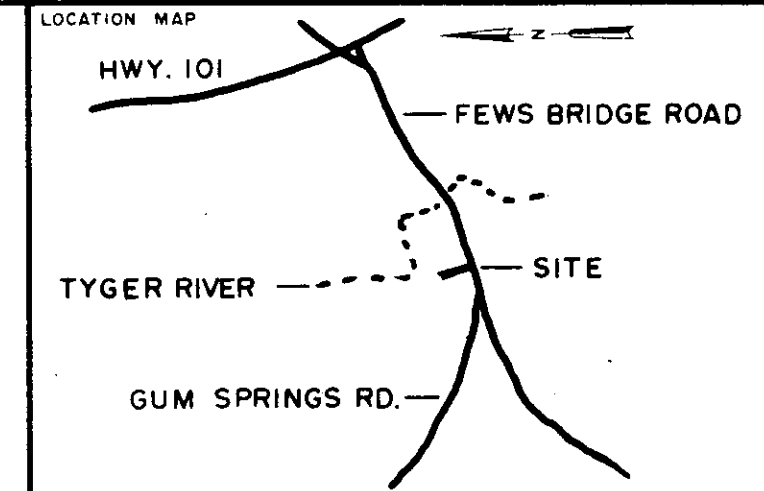 LOCATION MAP
HWY. 101
Z
FEWS BRIDGE ROAD
SITE
TYGER RIVER
GUM SPRINGS RD.